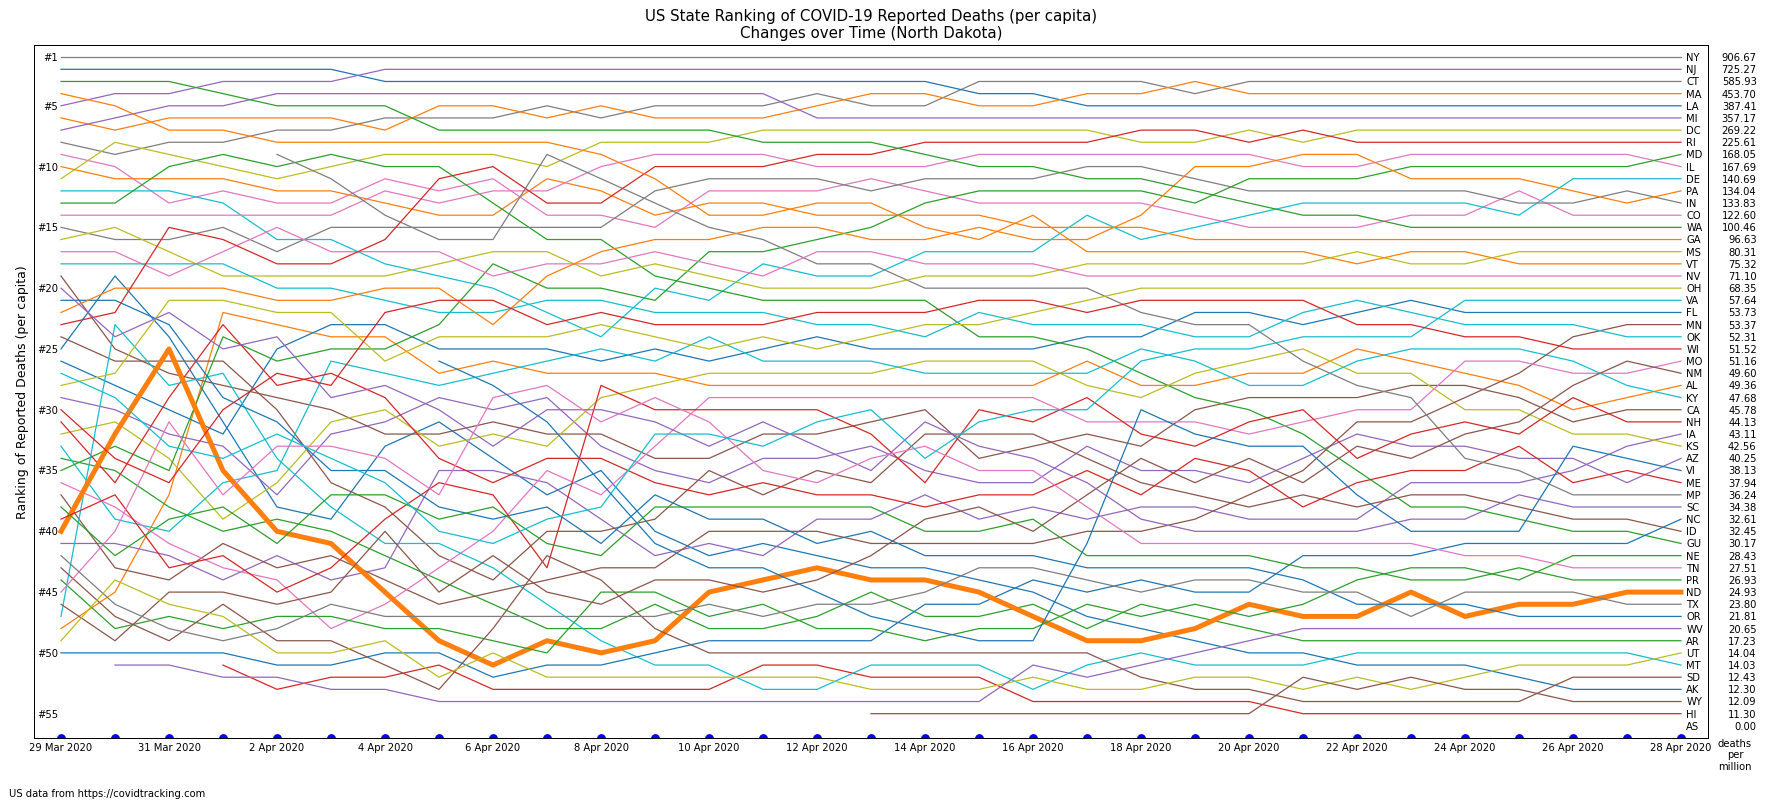 US State Ranking of COVID-19 Reported Deaths (per capita)
Changes over Time (North Dakota)
Ranking of Reported Deaths (per capita)
#1
#5
#10
#15
#20
#25
#30
#35
#40
#45
#50
#55
NY 906.67
NJ 725.27
CT 585.93
MA 453.70
LA 387.41
MI 357.17
DC 269.22
RI 225.61
MD 168.05
IL 167.69
DE 140.69
PA 134.04
IN 133.83
CO 122.60
WA 100.46
GA 96.63
MS 80.31
VT 75.32
NV 71.10
OH 68.35
VA 57.64
FL 53.73
MN 53.37
OK 52.31
WI 51.52
MO 51.16
NM 49.60
AL 49.36
KY 47.68
CA 45.78
NH 44.13
IA 43.11
KS 42.56
AZ 40.25
VI 38.13
ME 37.94
MP 36.24
SC 34.38
NC 32.61
ID 32.45
GU 30.17
NE 28.43
TN 27.51
PR 26.93
ND 24.93
TX 23.80
OR 21.81
WV 20.65
AR 17.23
UT 14.04
MT 14.03
SD 12.43
AK 12.30
WY 12.09
HI 11.30
AS 0.00
29 Mar 2020 31 Mar 2020 2 Apr 2020 4 Apr 2020 6 Apr 2020 8 Apr 2020 10 Apr 2020 12 Apr 2020 14 Apr 2020 16 Apr 2020 18 Apr 2020 20 Apr 2020 22 Apr 2020 24 Apr 2020 26 Apr 2020 28 Apr 2020
deaths
per
million
US data from https://covidtracking.com